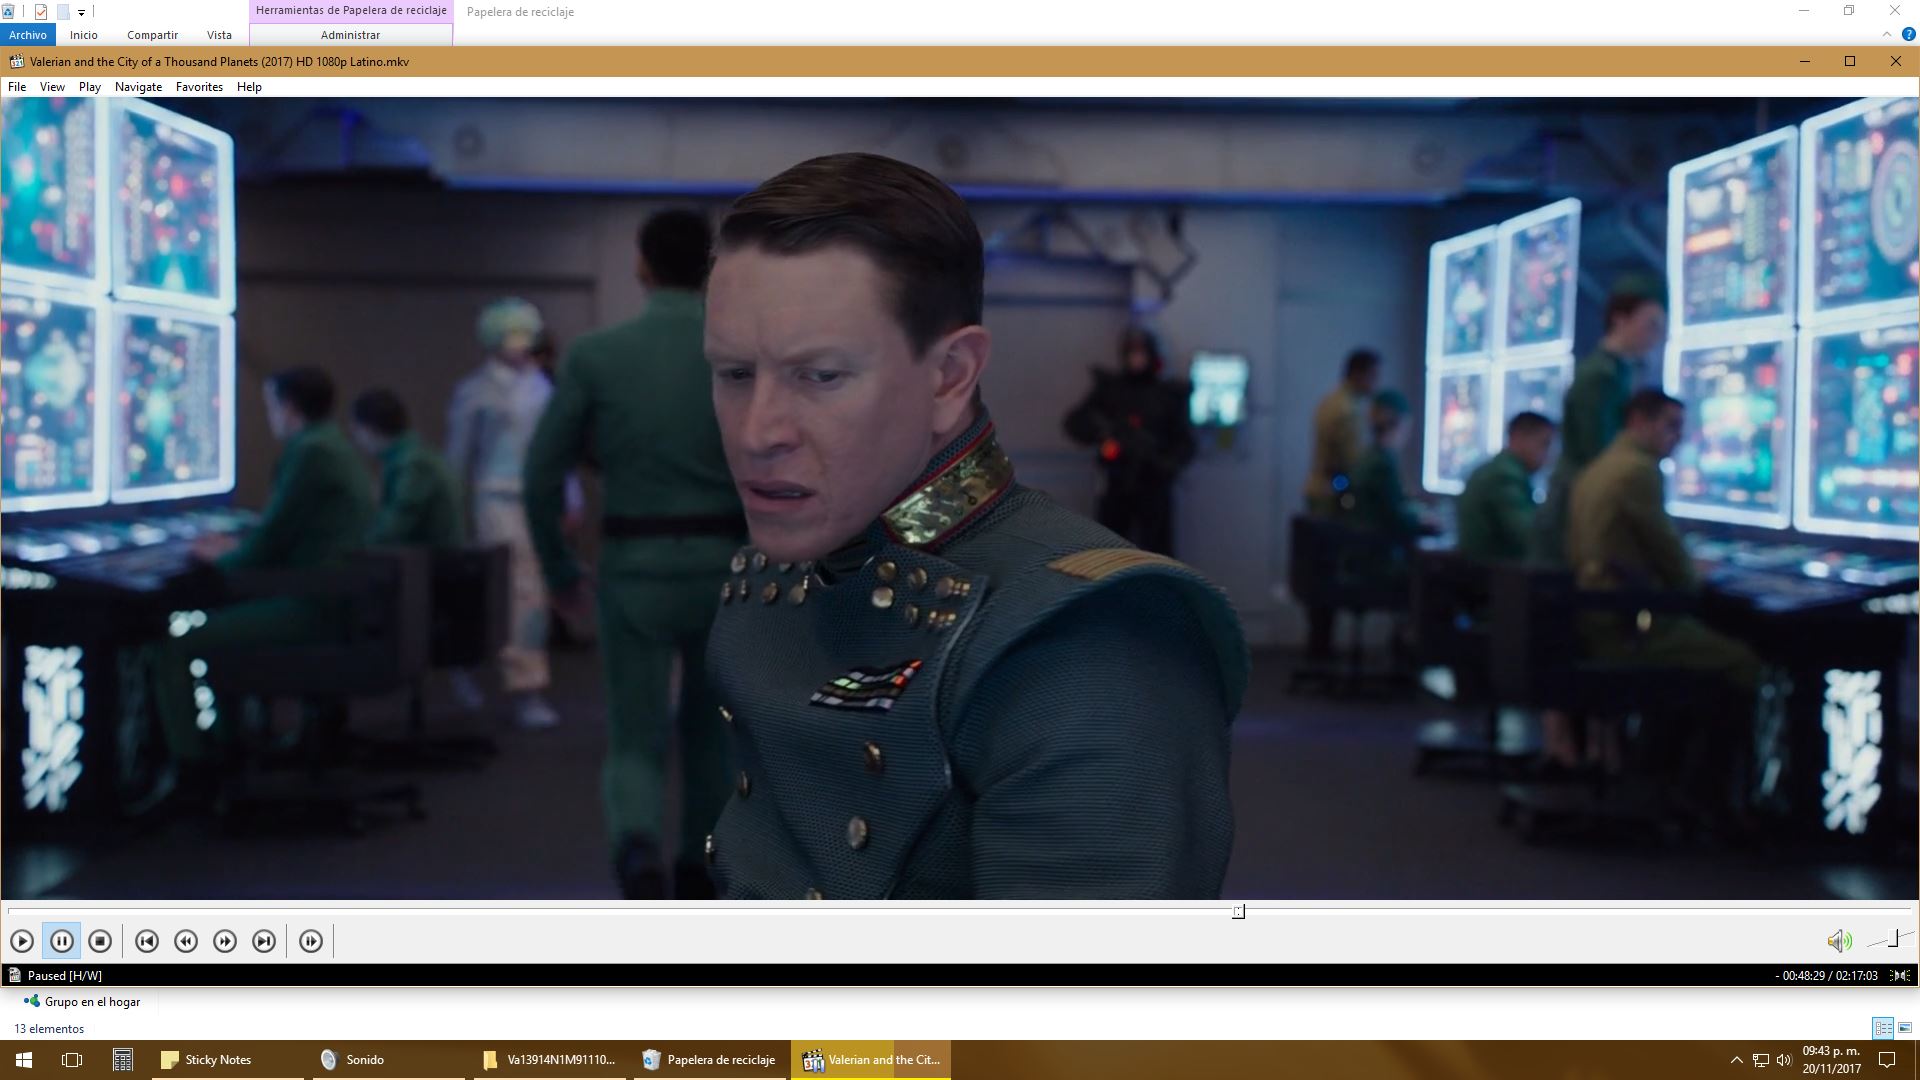 Herramientas de Papelera de reciclaje
Papelera de reciclaje
Archivo
Inicio
Compartir
Vista
Administrar
Valerian and the City of a Thousand Planets (2017) HD 1080p Latino.mkv
File
View
Play
Navigate
Favorites
Help
Paused [H/W]
- 00:48:29 / 02:17:03
Grupo en el hogar
13 elementos
Sticky Notes
Sonido
Va13914N1M91110...
Papelera de reciclaje
Valerian and the Cit...
09:43 p. m.
20/11/2017